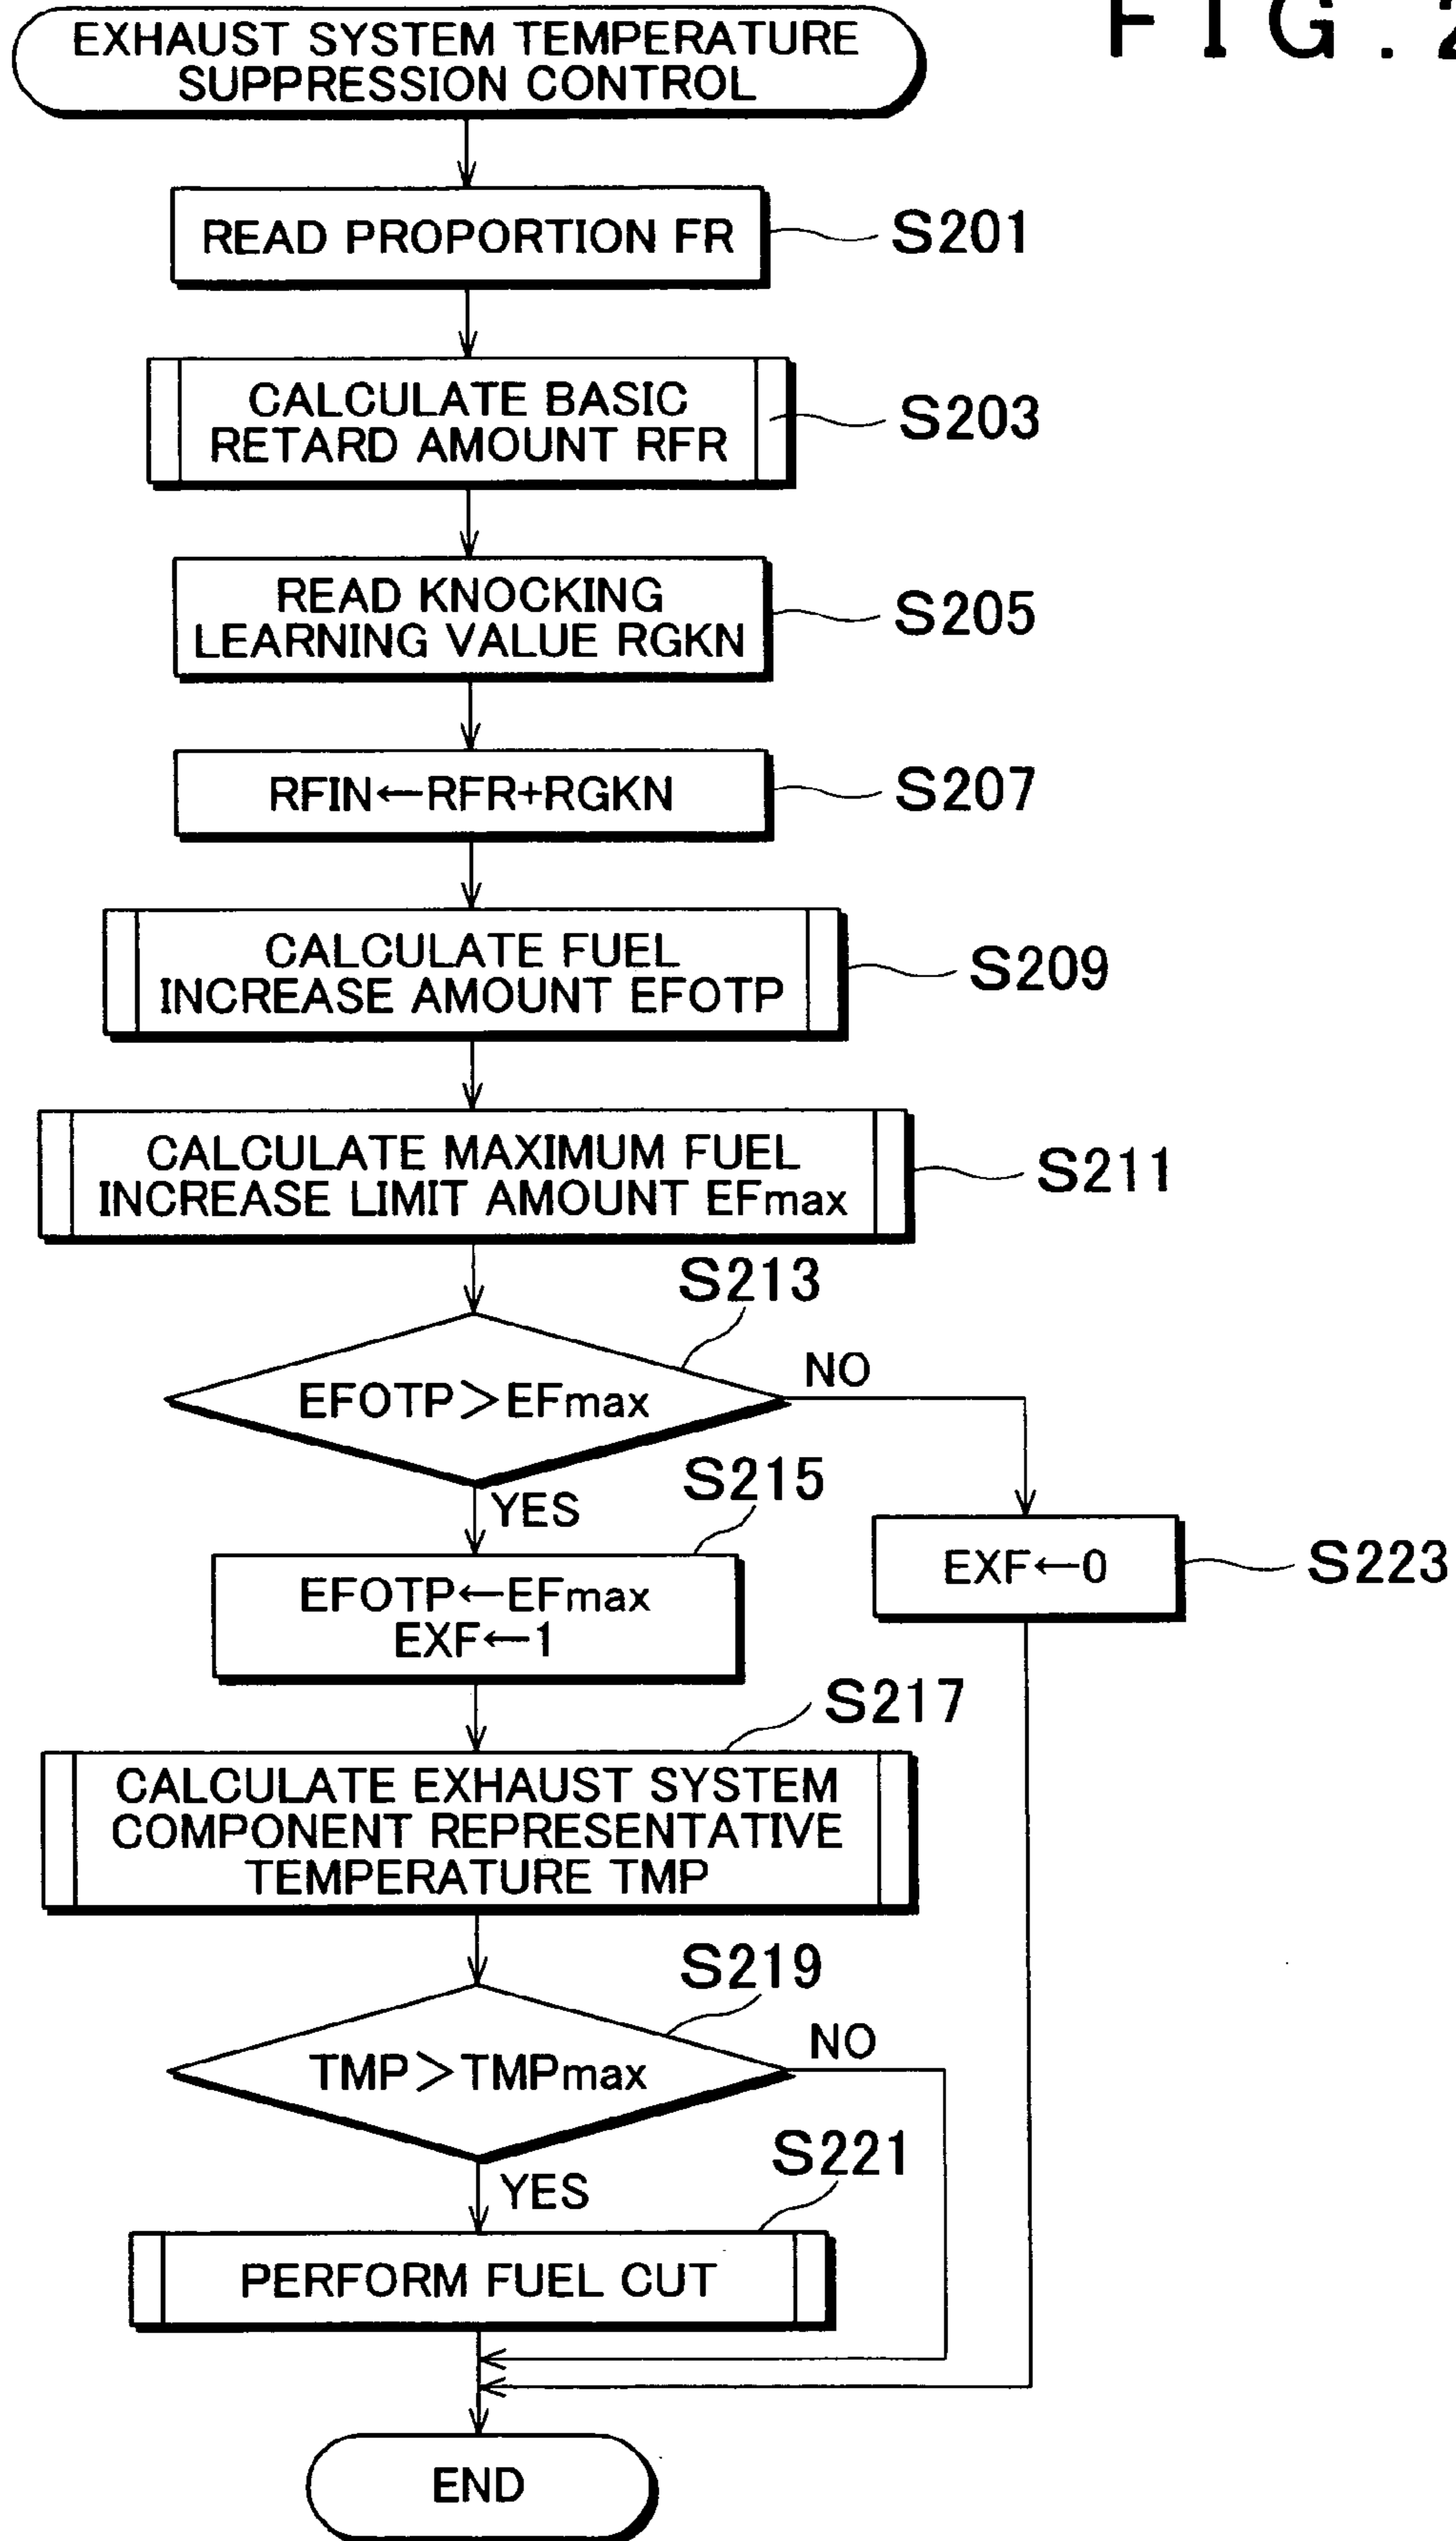 FIG. 2
EXHAUST SYSTEM TEMPERATURE
SUPPRESSION CONTROL
READ PROPORTION FR
S201
CALCULATE BASIC
RETARD AMOUNT RFR
S203
READ KNOCKING
LEARNING VALUE RGKN
S205
RFIN←RFR+RGKN
S207
CALCULATE FUEL
INCREASE AMOUNT EFOTP
S209
CALCULATE MAXIMUM FUEL
INCREASE LIMIT AMOUNT EFmax
S211
S213
EFOTP>EFmax
NO
YES
S215
EFOTP←EFmax
EXF←1
EXF←0
S223
S217
CALCULATE EXHAUST SYSTEM
COMPONENT REPRESENTATIVE
TEMPERATURE TMP
S219
TMP>TMPmax
NO
YES
S221
PERFORM FUEL CUT
END